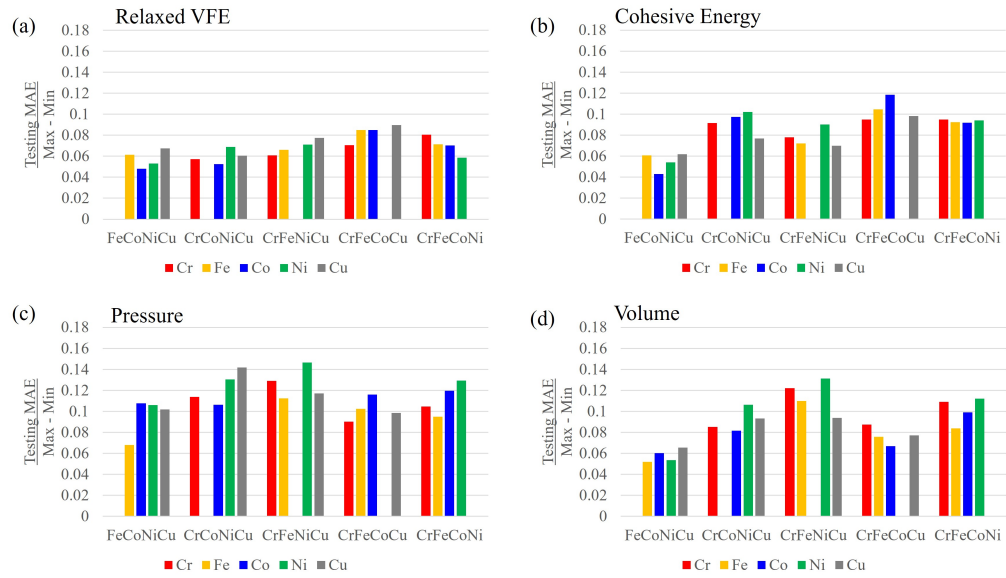 (a) Relaxed VFE
0.18
0.16
0.14
0.12
0.1
0.08
0.06
0.04
0.02
0
Testing MAE
Max - Min
FeCoNiCu CrCoNiCu CrFeNiCu CrFeCoCu CrFeCoNi
Cr Fe Co Ni Cu
(b) Cohesive Energy
0.18
0.16
0.14
0.12
0.1
0.08
0.06
0.04
0.02
0
Testing MAE
Max - Min
FeCoNiCu CrCoNiCu CrFeNiCu CrFeCoCu CrFeCoNi
Cr Fe Co Ni Cu
(c) Pressure
0.18
0.16
0.14
0.12
0.1
0.08
0.06
0.04
0.02
0
Testing MAE
Max - Min
FeCoNiCu CrCoNiCu CrFeNiCu CrFeCoCu CrFeCoNi
Cr Fe Co Ni Cu
(d) Volume
0.18
0.16
0.14
0.12
0.1
0.08
0.06
0.04
0.02
0
Testing MAE
Max - Min
FeCoNiCu CrCoNiCu CrFeNiCu CrFeCoCu CrFeCoNi
Cr Fe Co Ni Cu